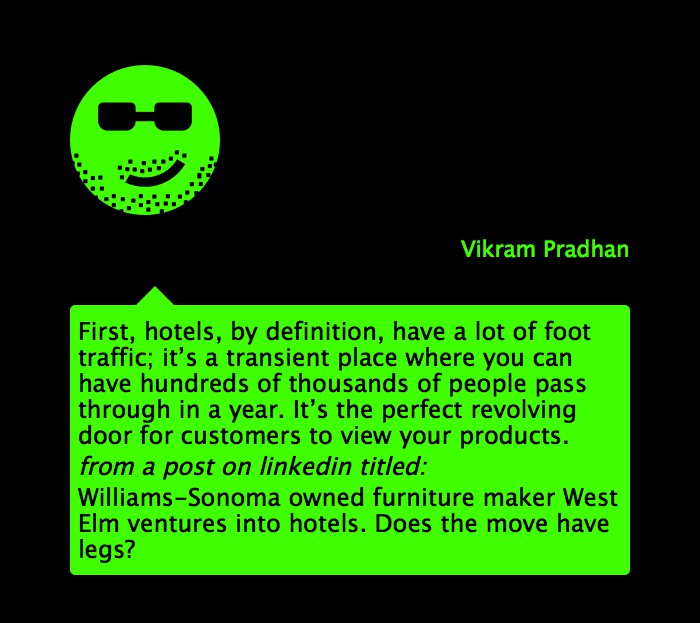 Vikram Pradhan
First, hotels, by definition, have a lot of foot
traffic; it’s a transient place where you can
have hundreds of thousands of people pass
through in a year. It’s the perfect revolving
door for customers to view your products.
from a post on linkedin titled:
Williams–Sonoma owned furniture maker West
Elm ventures into hotels. Does the move have
legs?